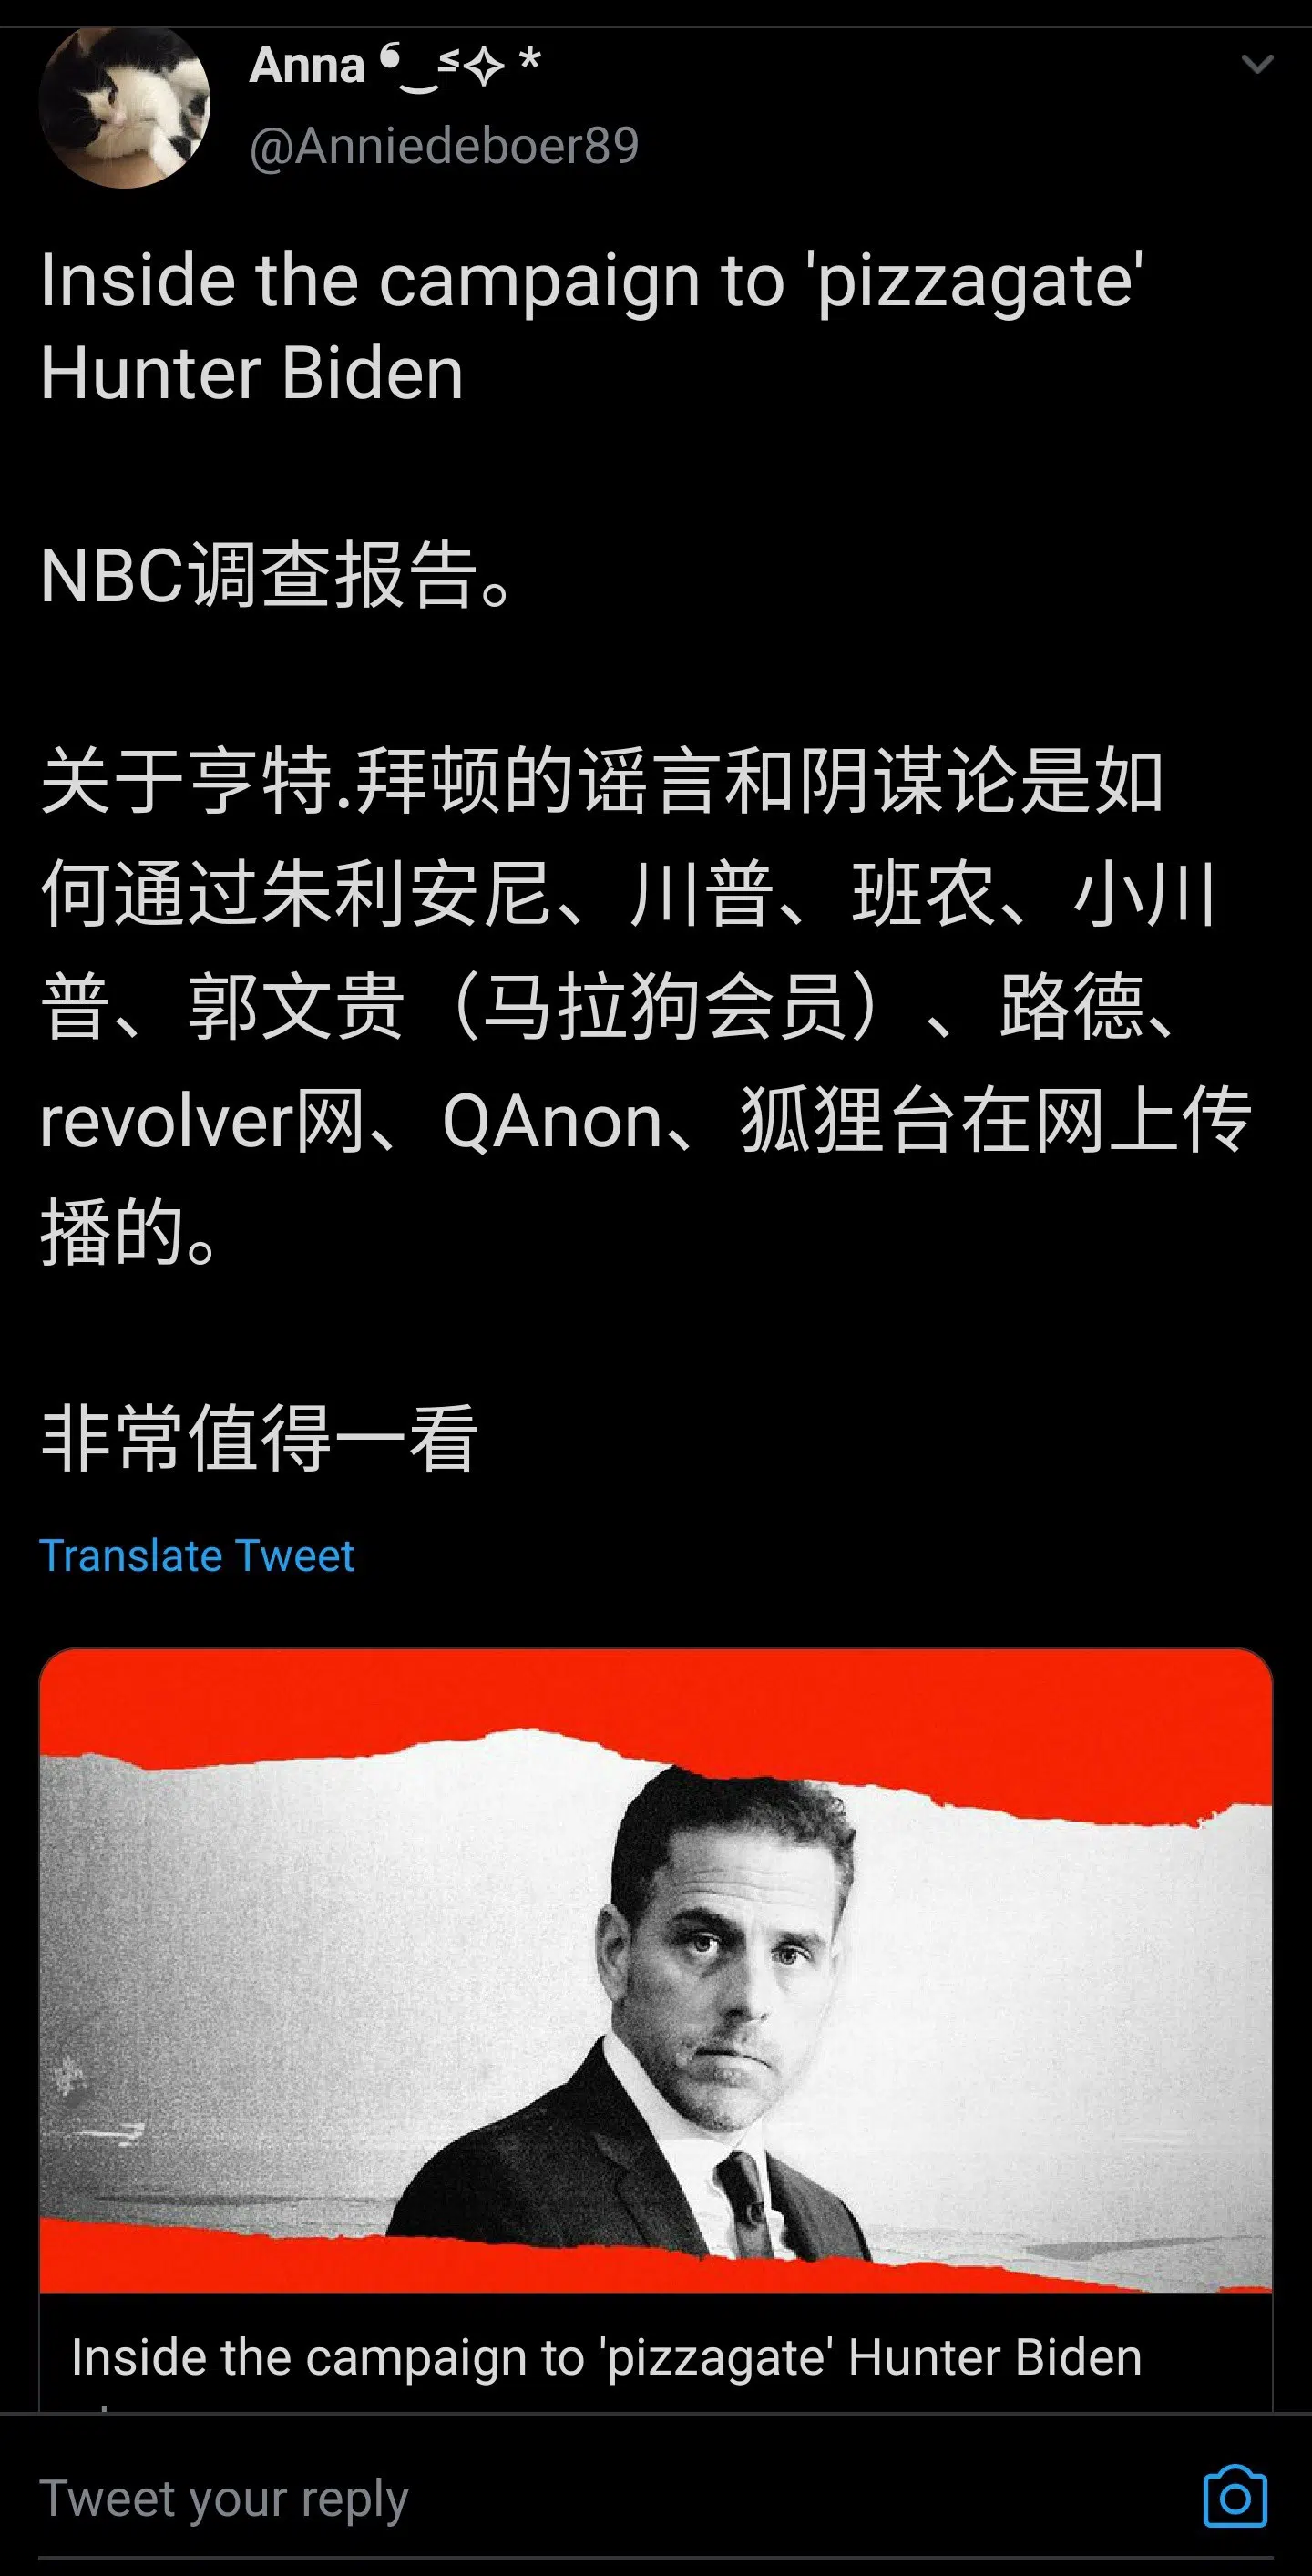 Anna ❛‿≤✧ *
@Anniedeboer89
Inside the campaign to 'pizzagate'
Hunter Biden
NBC调查报告。
关于亨特.拜顿的谣言和阴谋论是如
何通过朱利安尼、川普、班农、小川
普、郭文贵（马拉狗会员）、路德、
revolver网、QAnon、狐狸台在网上传
播的。
非常值得一看
Translate Tweet
Inside the campaign to 'pizzagate' Hunter Biden
Tweet your reply